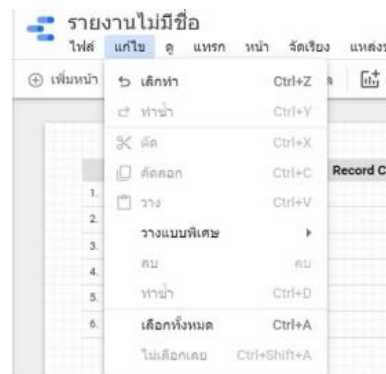 รายงานไม่มีชื่อ
ไฟล์ แก้ไข ดู แทรก หน้า จัดเรียง
เพิ่มหน้า
เลิกทำ Ctrl+Z
ทำซ้ำ Ctrl+Y
ตัด Ctrl+X
คัดลอก Ctrl+C
Record C
วาง Ctrl+V
1.
วางแบบพิเศษ
2.
3.
ลบ ลบ
4.
ทำซ้ำ Ctrl+D
5.
เลือกทั้งหมด Ctrl+A
6.
ไม่เลือกเลย Ctrl+Shift+A